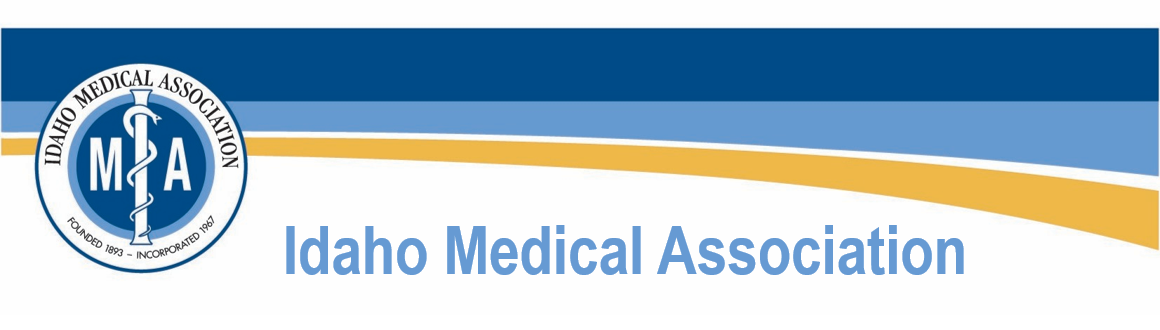 IDAHO MEDICAL ASSOCIATION
M A
FOUNDED 1893 – INCORPORATED 1967
Idaho Medical Association